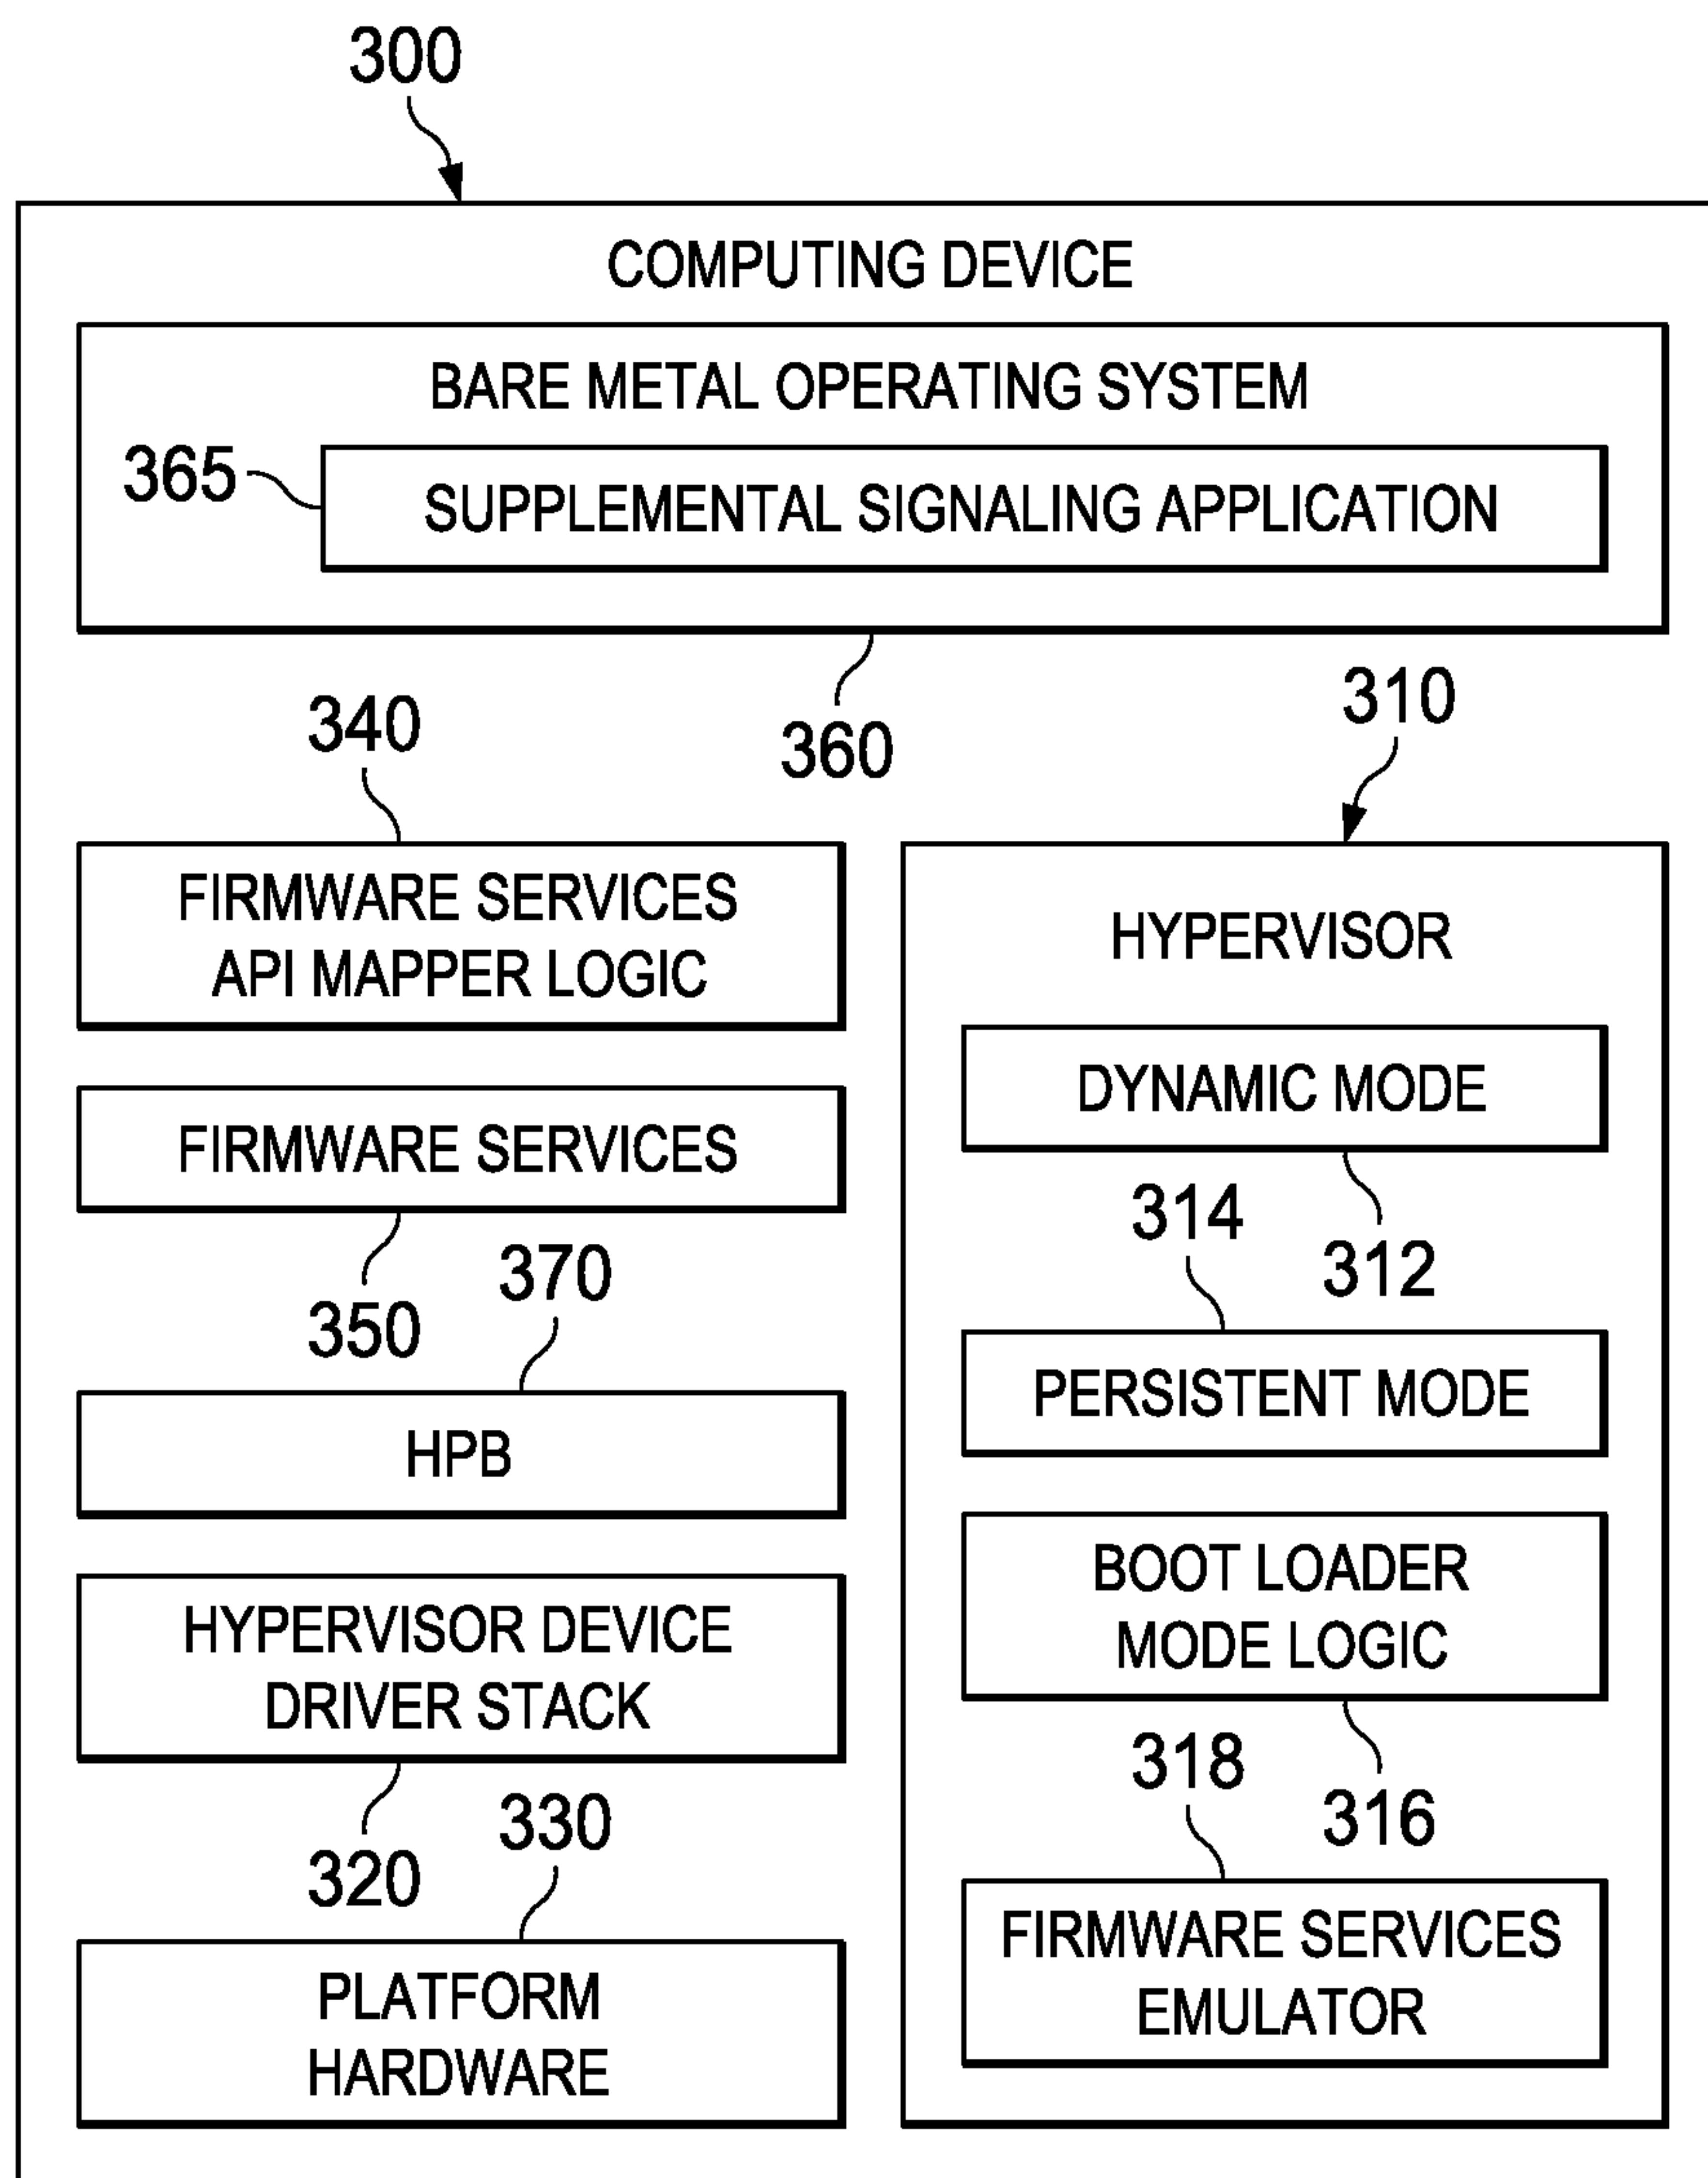 300
COMPUTING DEVICE
BARE METAL OPERATING SYSTEM
365
SUPPLEMENTAL SIGNALING APPLICATION
360
340
FIRMWARE SERVICES
API MAPPER LOGIC
FIRMWARE SERVICES
350
370
HPB
HYPERVISOR DEVICE
DRIVER STACK
320
330
PLATFORM
HARDWARE
310
HYPERVISOR
DYNAMIC MODE
312
314
PERSISTENT MODE
BOOT LOADER
MODE LOGIC
316
318
FIRMWARE SERVICES
EMULATOR